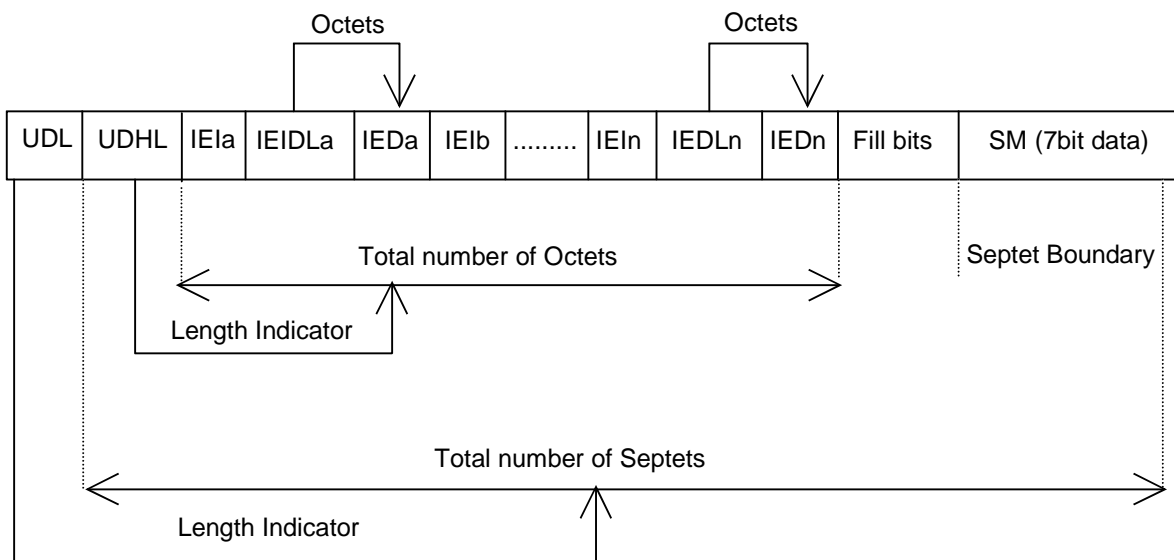 Octets Octets
UDL UDHL IEIa IEIDLa IEDa IEIb ......... IEIn IEDLn IEDn Fill bits SM (7bit data)
Total number of Octets
Septet Boundary
Length Indicator
Total number of Septets
Length Indicator